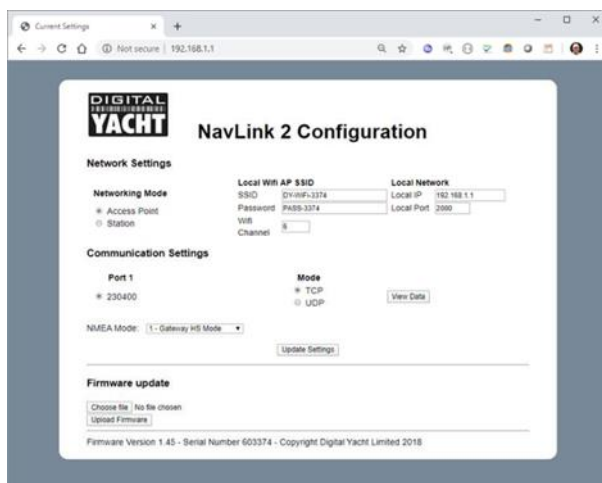 Current Settings
Not secure | 192.168.1.1
DIGITAL
YACHT
NavLink 2 Configuration
Network Settings
Networking Mode
Access Point
Station
Local Wifi AP SSID
SSID DY-WiFi-3374
Password PASS-3374
Wifi Channel 6
Local Network
Local IP 192.168.1.1
Local Port 2000
Communication Settings
Port 1
230400
Mode
TCP
UDP
View Data
NMEA Mode: 1 - Gateway HS Mode
Update Settings
Firmware update
Choose file No file chosen
Upload Firmware
Firmware Version 1.45 - Serial Number 603374 - Copyright Digital Yacht Limited 2018